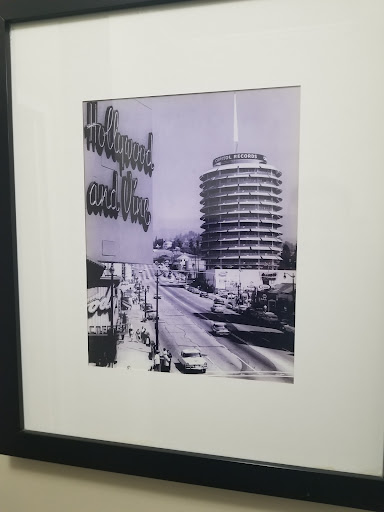 Hollywood
and Vine
CAPITOL RECORDS